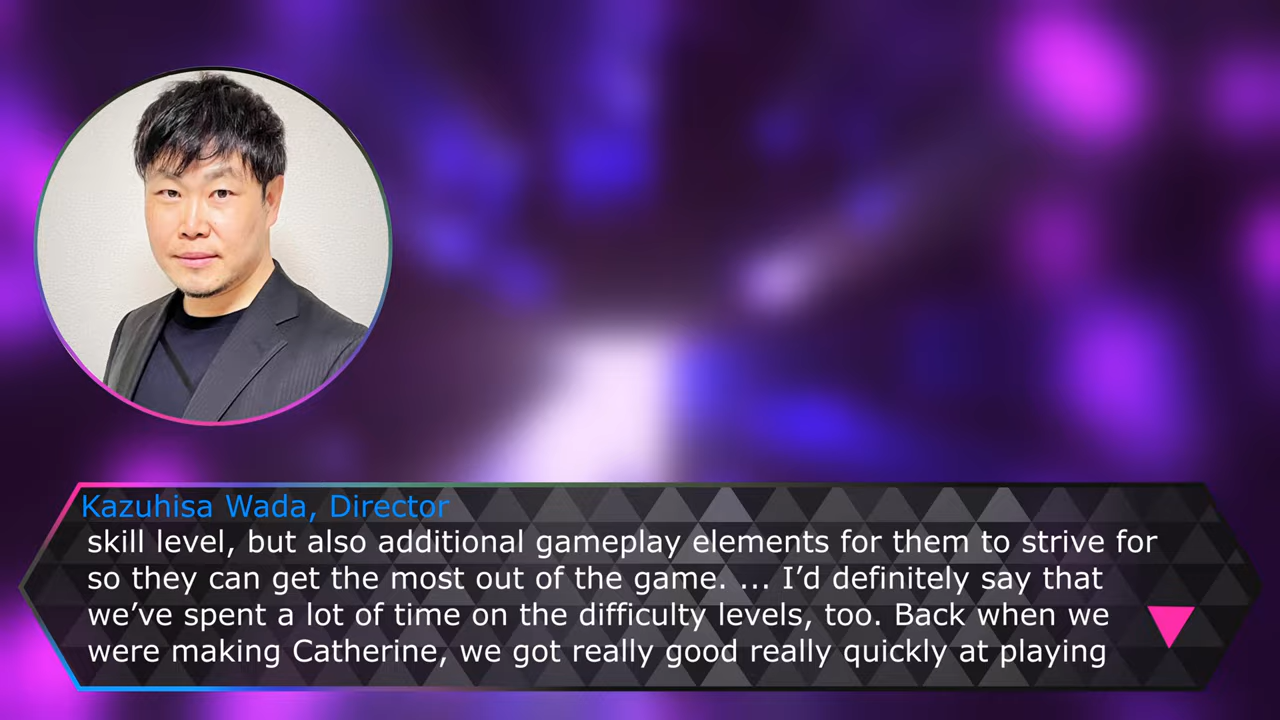 Kazuhisa Wada, Director
skill level, but also additional gameplay elements for them to strive for
so they can get the most out of the game. ... I’d definitely say that
we’ve spent a lot of time on the difficulty levels, too. Back when we
were making Catherine, we got really good really quickly at playing